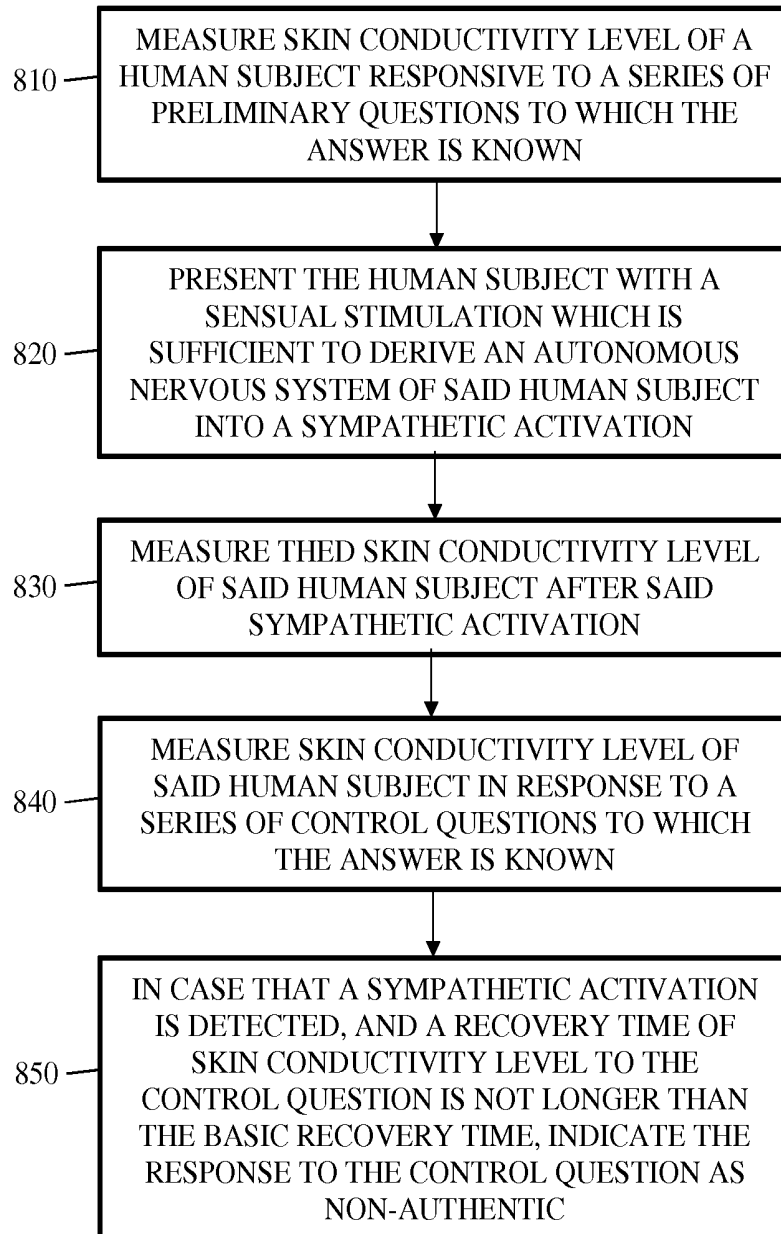 810
MEASURE SKIN CONDUCTIVITY LEVEL OF A
HUMAN SUBJECT RESPONSIVE TO A SERIES OF
PRELIMINARY QUESTIONS TO WHICH THE
ANSWER IS KNOWN
820
PRESENT THE HUMAN SUBJECT WITH A
SENSUAL STIMULATION WHICH IS
SUFFICIENT TO DERIVE AN AUTONOMOUS
NERVOUS SYSTEM OF SAID HUMAN SUBJECT
INTO A SYMPATHETIC ACTIVATION
830
MEASURE THED SKIN CONDUCTIVITY LEVEL
OF SAID HUMAN SUBJECT AFTER SAID
SYMPATHETIC ACTIVATION
840
MEASURE SKIN CONDUCTIVITY LEVEL OF
SAID HUMAN SUBJECT IN RESPONSE TO A
SERIES OF CONTROL QUESTIONS TO WHICH
THE ANSWER IS KNOWN
850
IN CASE THAT A SYMPATHETIC ACTIVATION
IS DETECTED, AND A RECOVERY TIME OF
SKIN CONDUCTIVITY LEVEL TO THE
CONTROL QUESTION IS NOT LONGER THAN
THE BASIC RECOVERY TIME, INDICATE THE
RESPONSE TO THE CONTROL QUESTION AS
NON-AUTHENTIC